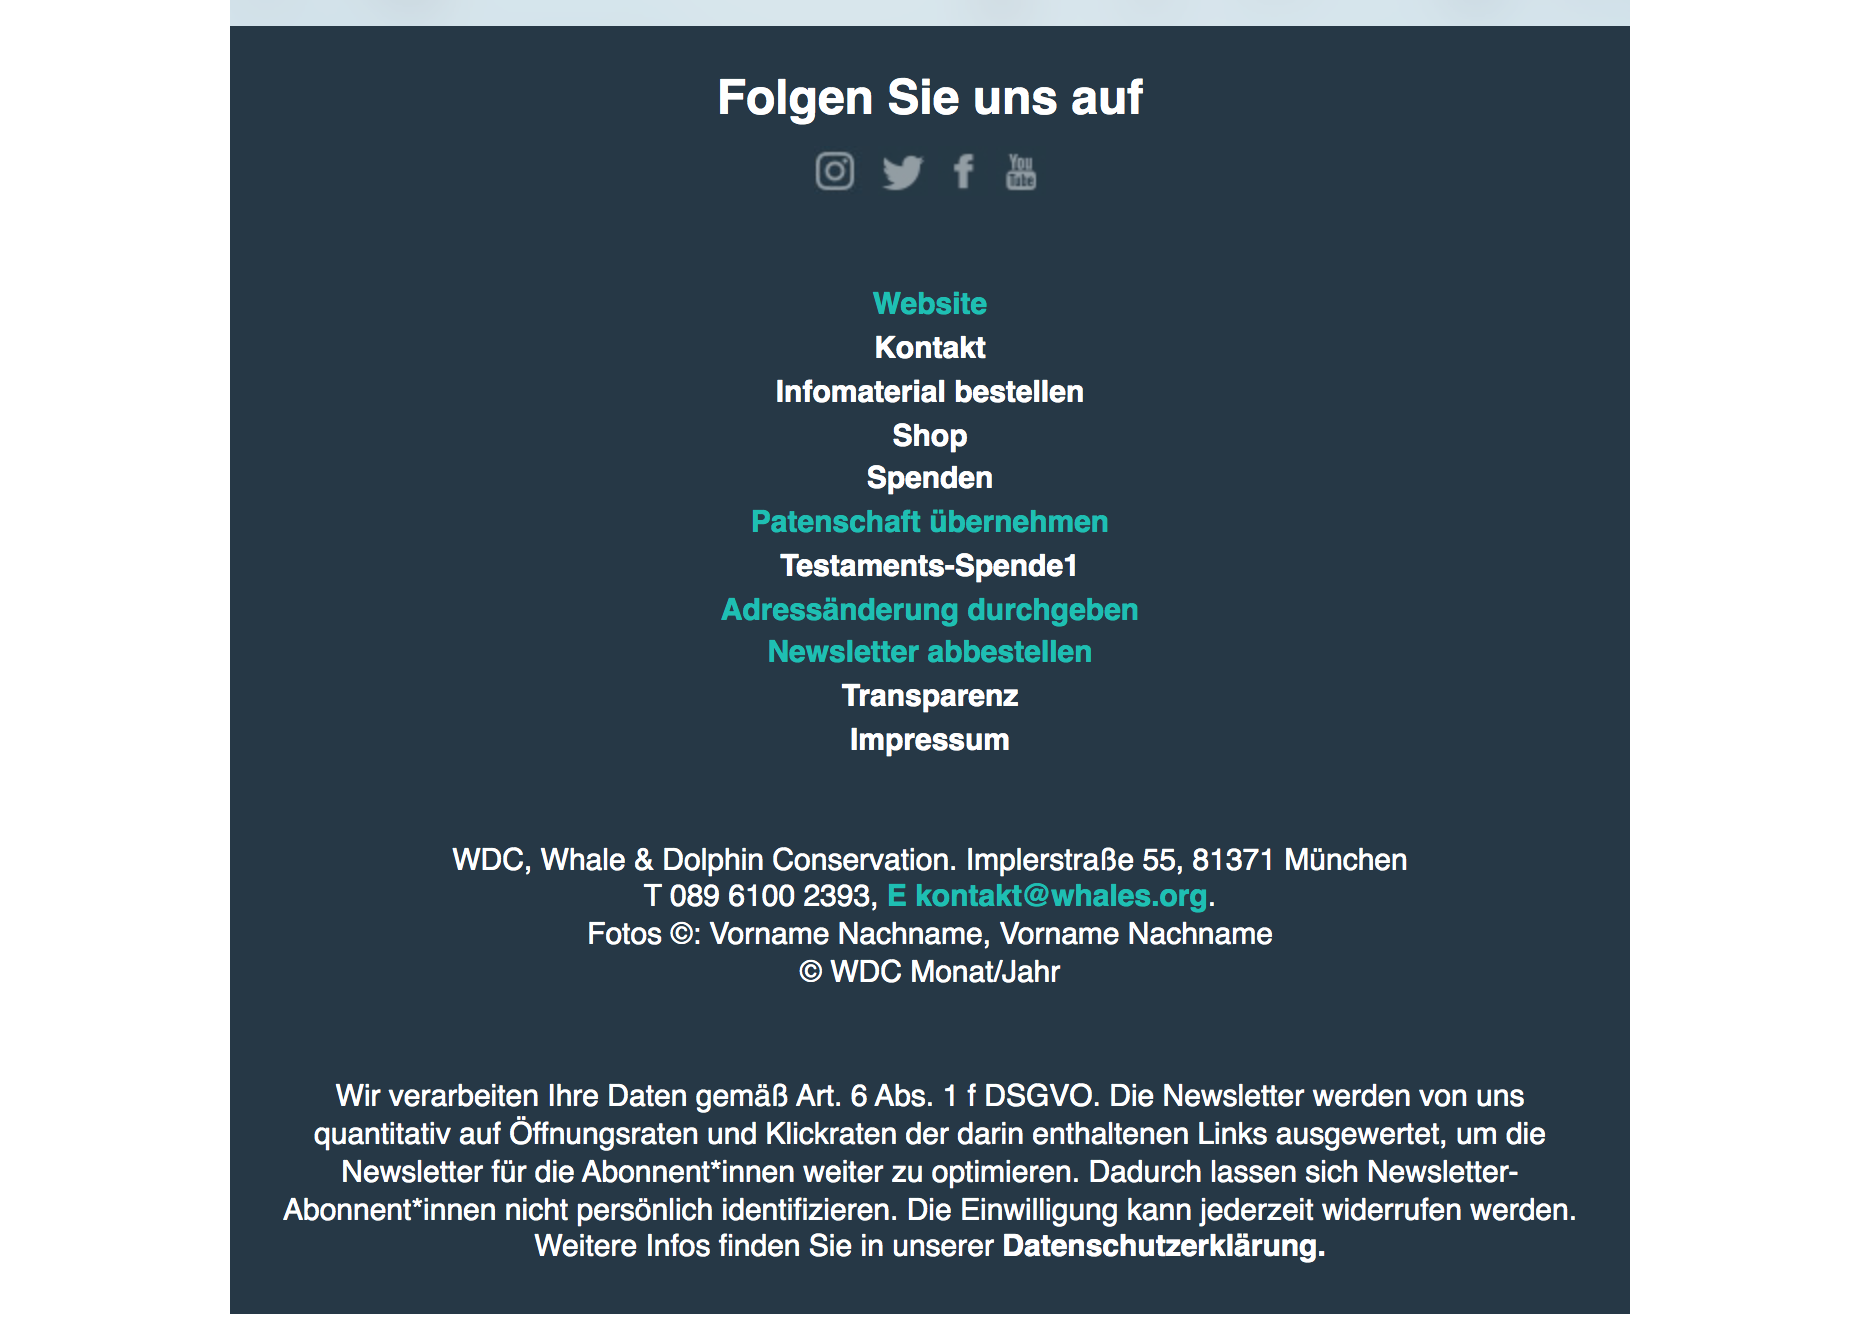 Folgen Sie uns auf
You
Tube
Website
Kontakt
Infomaterial bestellen
Shop
Spenden
Patenschaft übernehmen
Testaments-Spende1
Adressänderung durchgeben
Newsletter abbestellen
Transparenz
Impressum
WDC, Whale & Dolphin Conservation. Implerstraße 55, 81371 München
T 089 6100 2393, E kontakt@whales.org.
Fotos ©: Vorname Nachname, Vorname Nachname
© WDC Monat/Jahr
Wir verarbeiten Ihre Daten gemäß Art. 6 Abs. 1 f DSGVO. Die Newsletter werden von uns
quantitativ auf Öffnungsraten und Klickraten der darin enthaltenen Links ausgewertet, um die
Newsletter für die Abonnent*innen weiter zu optimieren. Dadurch lassen sich Newsletter-
Abonnent*innen nicht persönlich identifizieren. Die Einwilligung kann jederzeit widerrufen werden.
Weitere Infos finden Sie in unserer Datenschutzerklärung.